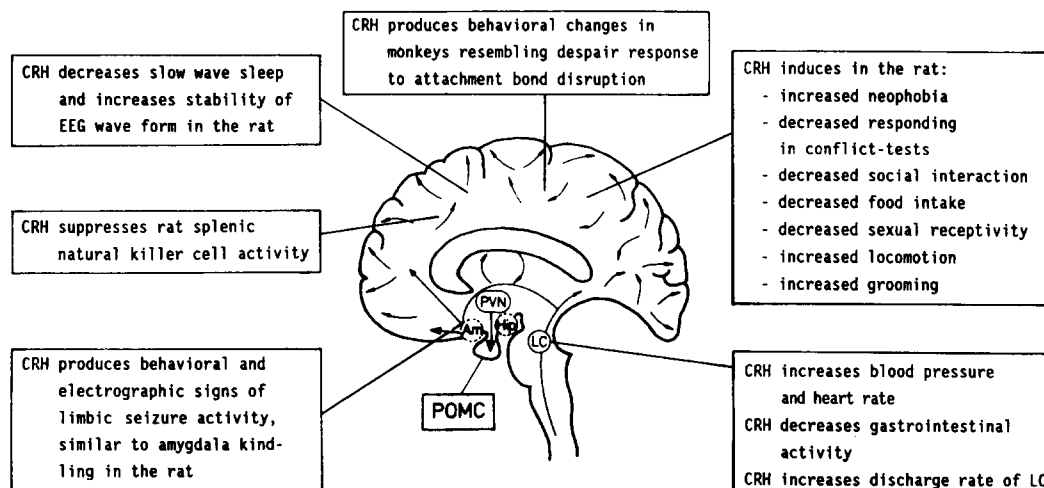 CRH produces behavioral changes in
monkeys resembling despair response
to attachment bond disruption
CRH decreases slow wave sleep
and increases stability of
EEG wave form in the rat
CRH suppresses rat splenic
natural killer cell activity
CRH produces behavioral and
electrographic signs of
limbic seizure activity,
similar to amygdala kind-
ling in the rat
CRH induces in the rat:
- increased neophobia
- decreased responding
in conflict-tests
- decreased social interaction
- decreased food intake
- decreased sexual receptivity
- increased locomotion
- increased grooming
CRH increases blood pressure
and heart rate
CRH decreases gastrointestinal
activity
CRH increases discharge rate of LC
PVN
Am
Hip
LC
POMC